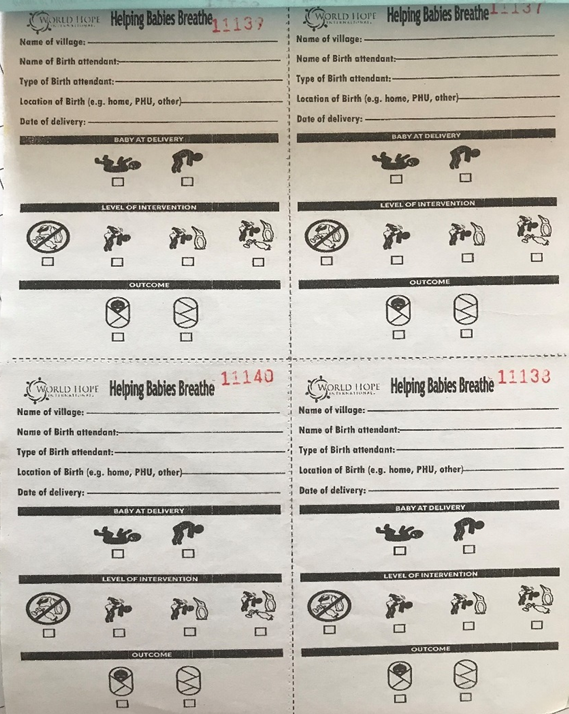 WORLD HOPE
INTERNATIONAL
Helping Babies Breathe
11139
Name of village:
Name of Birth attendant:
Type of Birth attendant:
Location of Birth (e.g. home, PHU, other)
Date of delivery:
BABY AT DELIVERY
LEVEL OF INTERVENTION
OUTCOME
WORLD HOPE
INTERNATIONAL
Helping Babies Breathe
11137
Name of village:
Name of Birth attendant:
Type of Birth attendant:
Location of Birth (e.g. home, PHU, other)
Date of delivery:
BABY AT DELIVERY
LEVEL OF INTERVENTION
OUTCOME
WORLD HOPE
INTERNATIONAL
Helping Babies Breathe
11140
Name of village:
Name of Birth attendant:
Type of Birth attendant:
Location of Birth (e.g. home, PHU, other)
Date of delivery:
BABY AT DELIVERY
LEVEL OF INTERVENTION
OUTCOME
WORLD HOPE
INTERNATIONAL
Helping Babies Breathe
11138
Name of village:
Name of Birth attendant:
Type of Birth attendant:
Location of Birth (e.g. home, PHU, other)
Date of delivery:
BABY AT DELIVERY
LEVEL OF INTERVENTION
OUTCOME